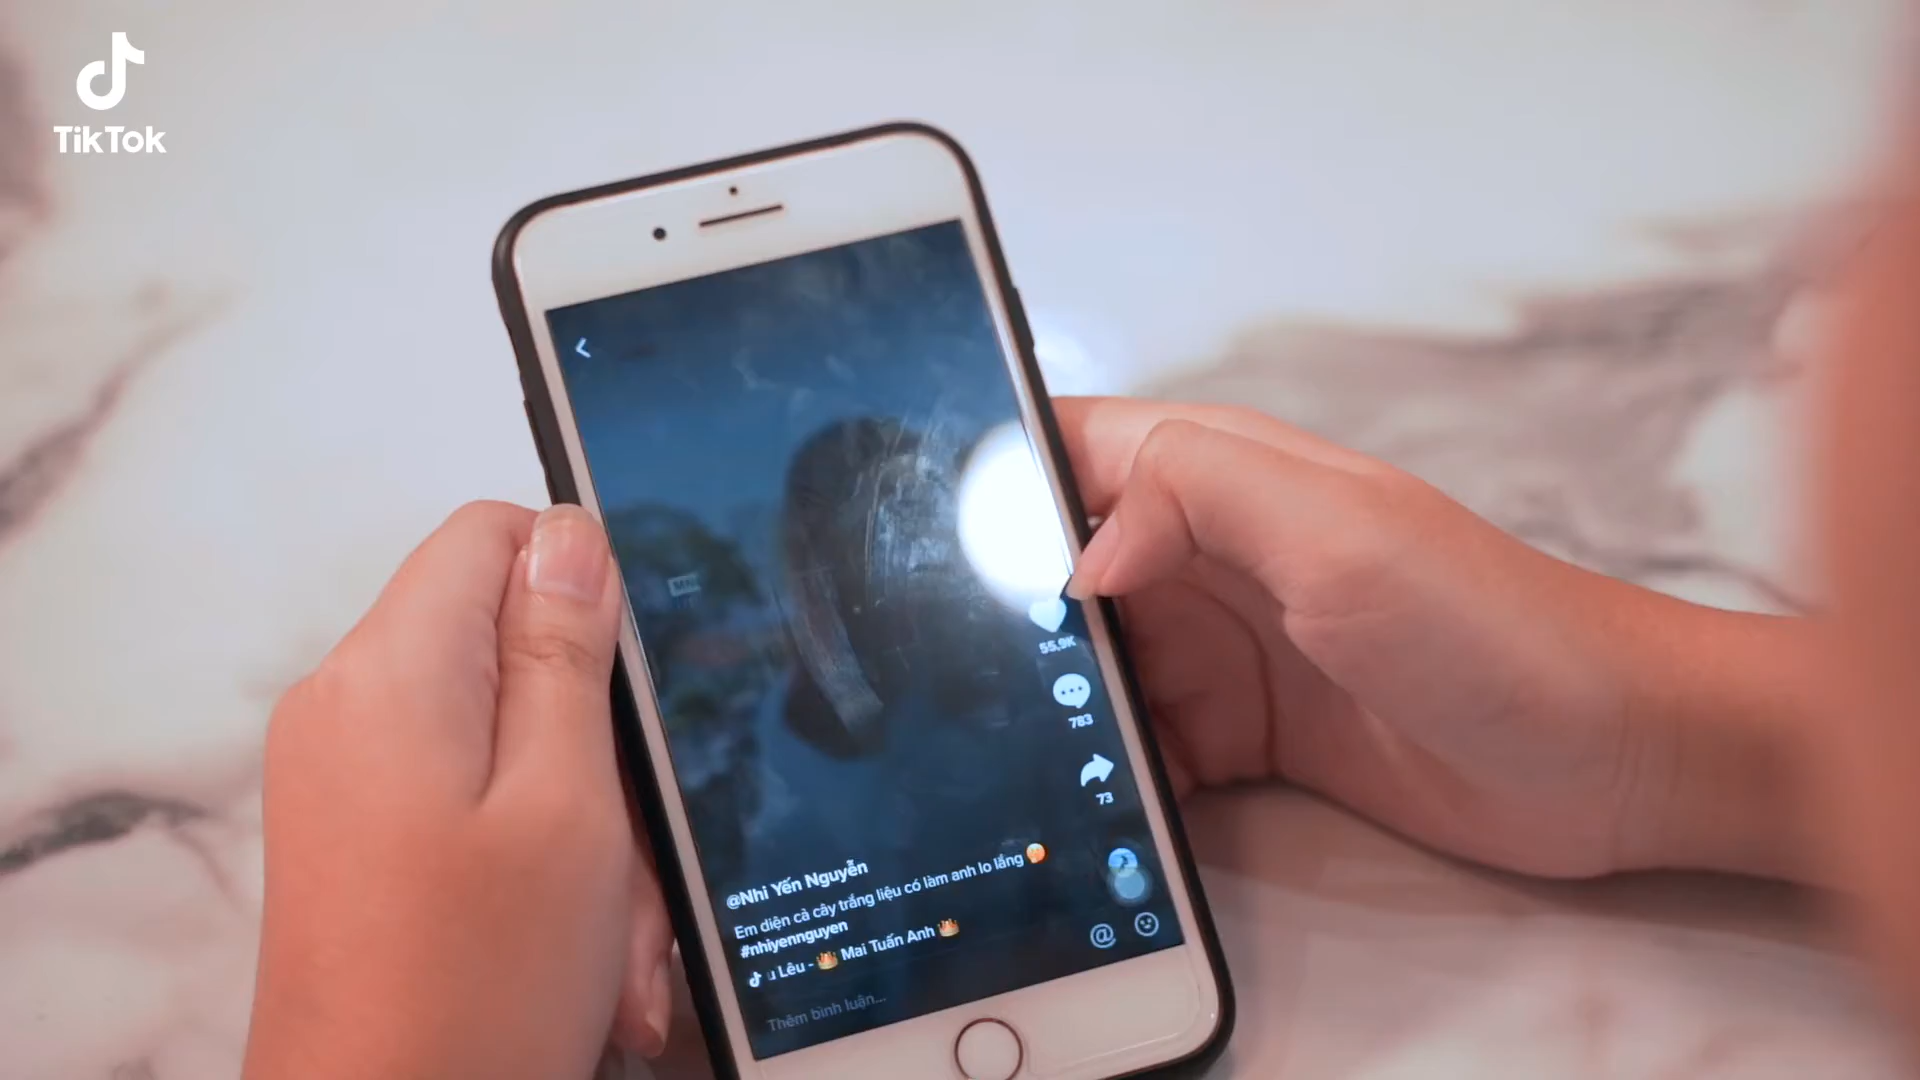 TikTok
55,9K
783
73
@Nhi Yến Nguyễn
Em diện cả cây trắng liệu có làm anh lo lắng 🤭
#nhiyennguyen
u Lêu - 👑 Mai Tuấn Anh 👑
@
Thêm bình luận...